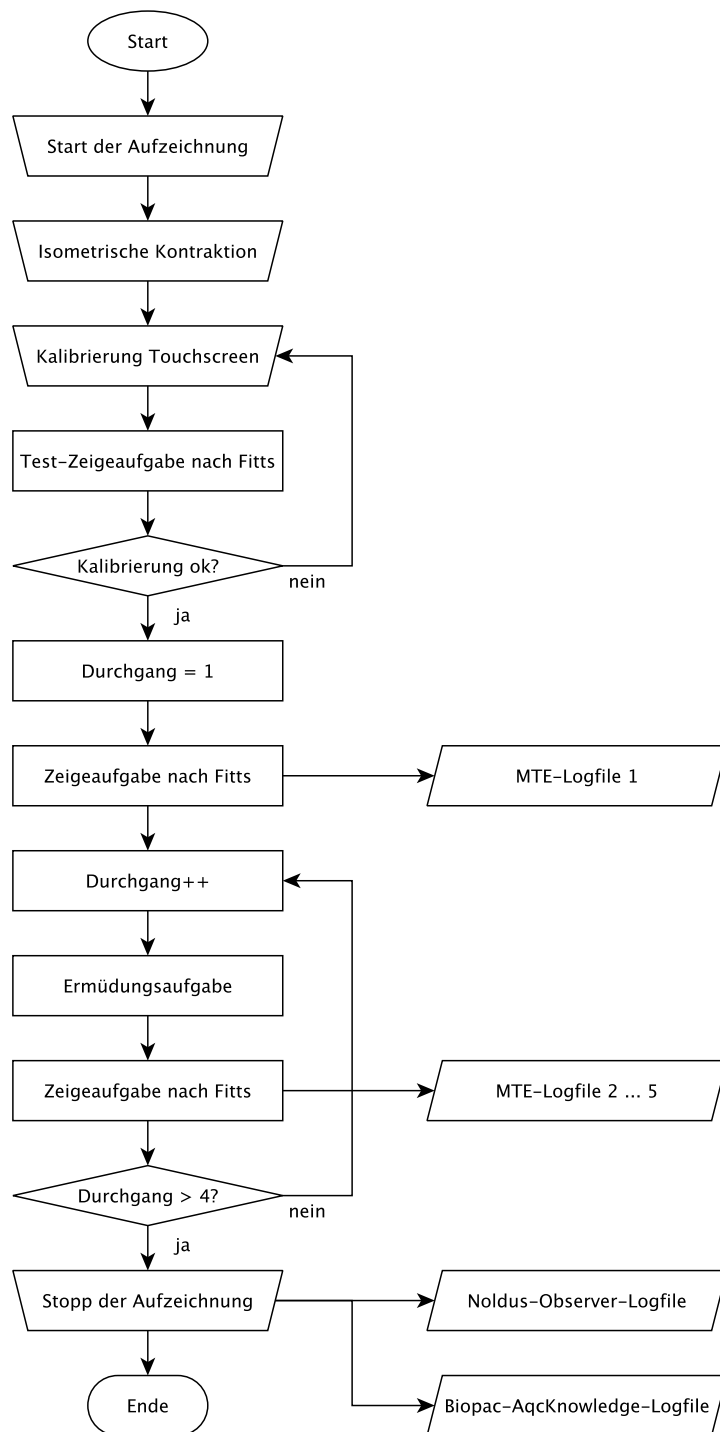 Start
Start der Aufzeichnung
Isometrische Kontraktion
Kalibrierung Touchscreen
Test-Zeigeaufgabe nach Fitts
Kalibrierung ok?
nein
ja
Durchgang = 1
Zeigeaufgabe nach Fitts
MTE-Logfile 1
Durchgang++
Ermüdungsaufgabe
Zeigeaufgabe nach Fitts
MTE-Logfile 2 ... 5
Durchgang > 4?
nein
ja
Stopp der Aufzeichnung
Noldus-Observer-Logfile
Ende
Biopac-AqcKnowledge-Logfile